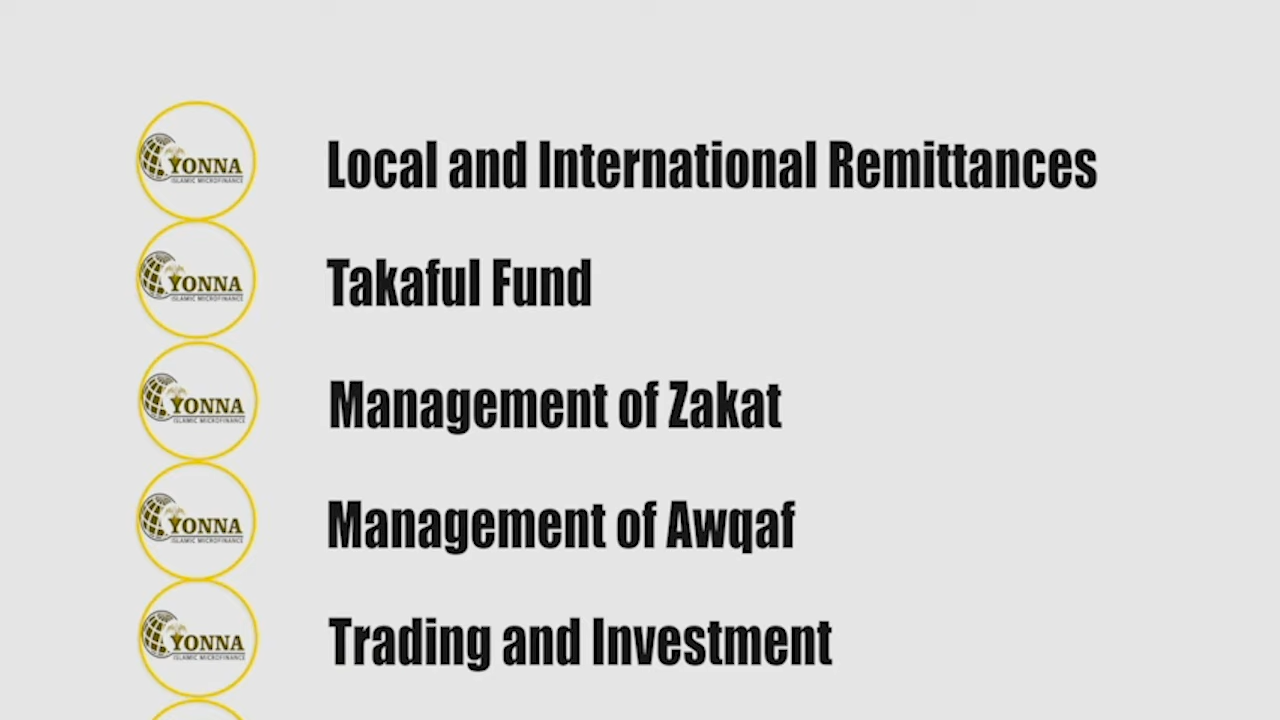 YONNA
ISLAMIC MICROFINANCE
Local and International Remittances
YONNA
ISLAMIC MICROFINANCE
Takaful Fund
YONNA
ISLAMIC MICROFINANCE
Management of Zakat
YONNA
ISLAMIC MICROFINANCE
Management of Awqaf
YONNA
ISLAMIC MICROFINANCE
Trading and Investment